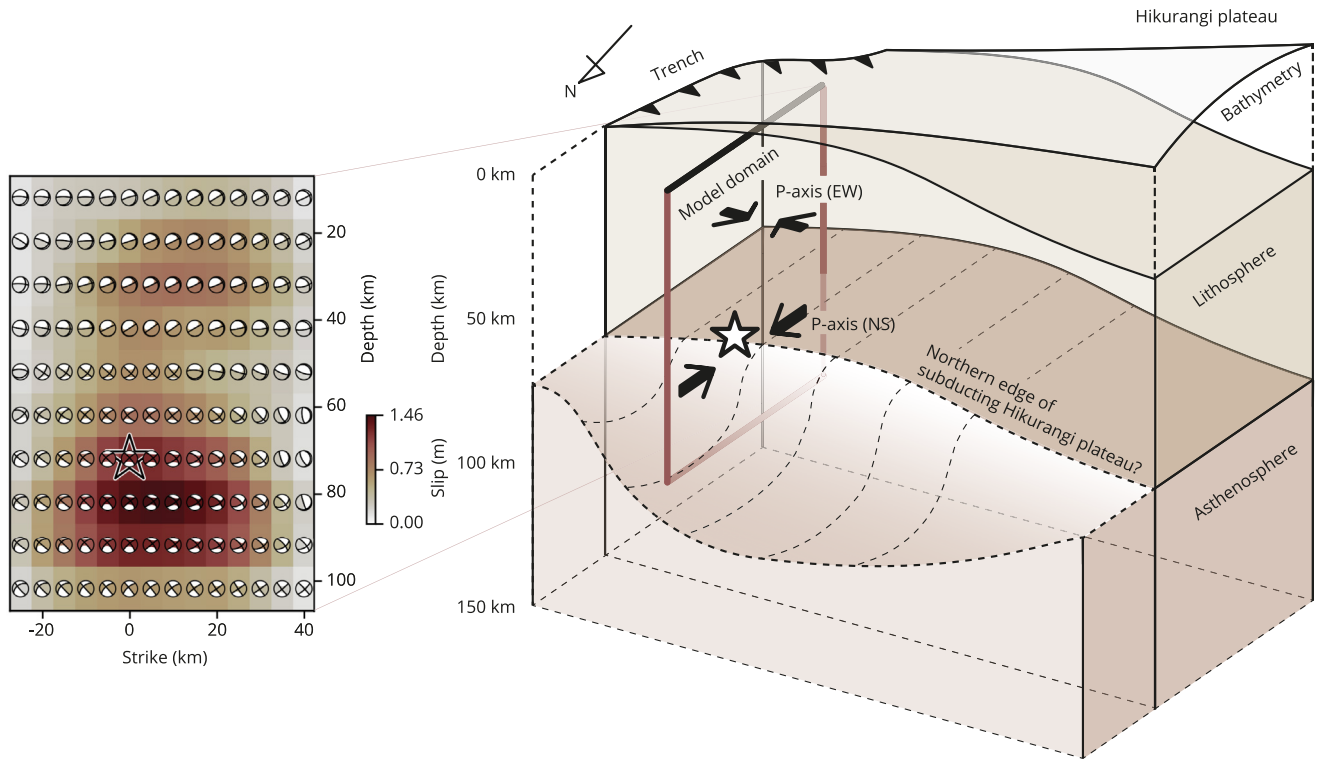 Hikurangi plateau
Trench
N
Bathymetry
0 km
Model domain
P-axis (EW)
20
Lithosphere
Depth (km)
Depth (km)
40
50 km
P-axis (NS)
Northern edge of
subducting Hikurangi plateau?
60
1.46
Slip (m)
0.73
100 km
Asthenosphere
80
0.00
100
150 km
-20
0
20
40
Strike (km)